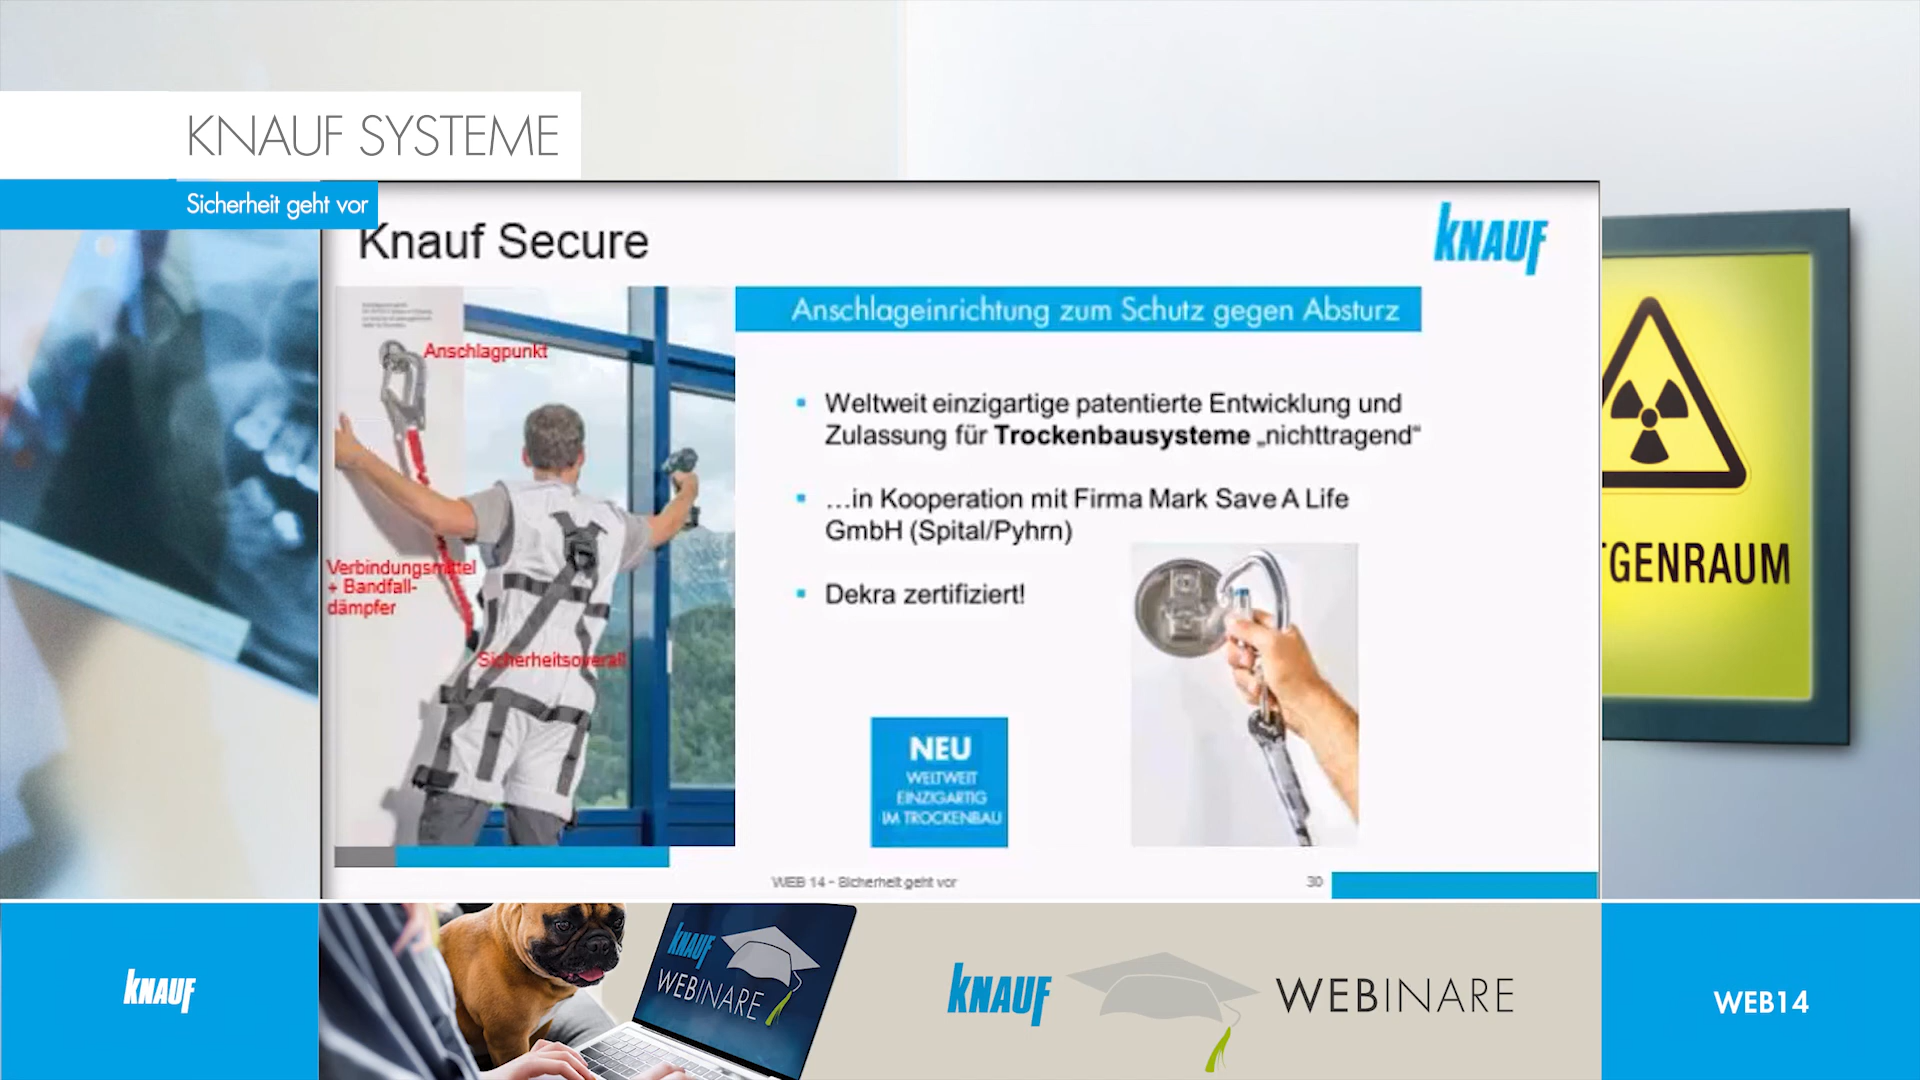 KNAUF SYSTEME
Sicherheit geht vor
Knauf Secure
KNAUF
Anschlageinrichtung zum Schutz gegen Absturz
Anschlagpunkt
Verbindungsmittel
+ Bandfall-
dämpfer
Sicherheitsoverall
▪ Weltweit einzigartige patentierte Entwicklung und
Zulassung für Trockenbausysteme „nichttragend“
▪ …in Kooperation mit Firma Mark Save A Life
GmbH (Spital/Pyhrn)
▪ Dekra zertifiziert!
NEU
WELTWEIT
EINZIGARTIG
IM TROCKENBAU
WEB 14 - Sicherheit geht vor
30
TGENRAUM
KNAUF
KNAUF
WEBINARE
KNAUF
WEBINARE
WEB14